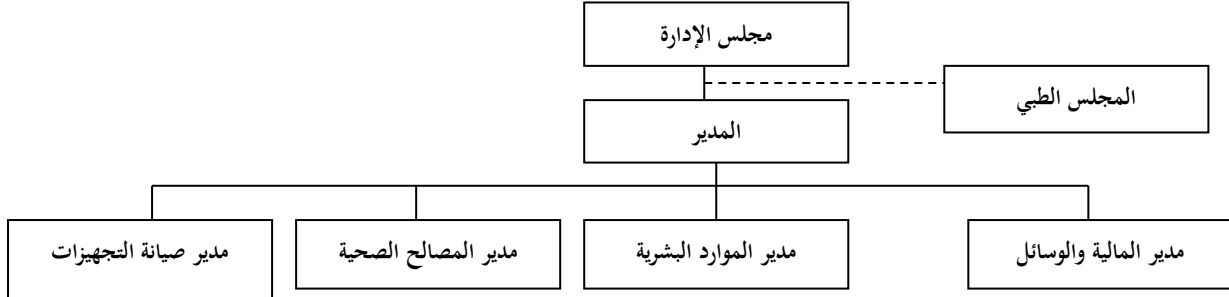 مجلس الإدارة
المجلس الطبي
المدير
مدير المالية والوسائل
مدير الموارد البشرية
مدير المصالح الصحية
مدير صيانة التجهيزات